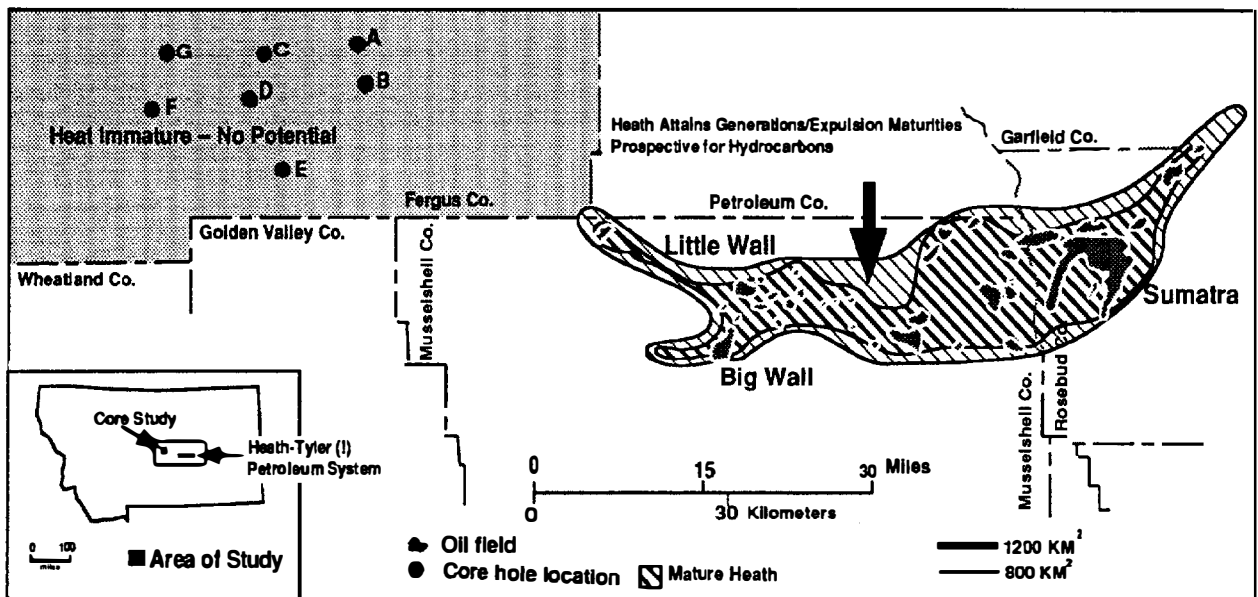 G
C
A
B
D
F
Heat Immature – No Potential
E
Heath Attains Generations/Expulsion Maturities
Prospective for Hydrocarbons
Garfield Co.
Fergus Co.
Petroleum Co.
Golden Valley Co.
Wheatland Co.
Musselshell Co.
Little Wall
Big Wall
Sumatra
Musselshell Co.
Rosebud Co.
Core Study
Heath-Tyler (!)
Petroleum System
0 100
miles
Area of Study
0 15 30 Miles
0 30 Kilometers
Oil field
Core hole location
Mature Heath
1200 KM²
800 KM²